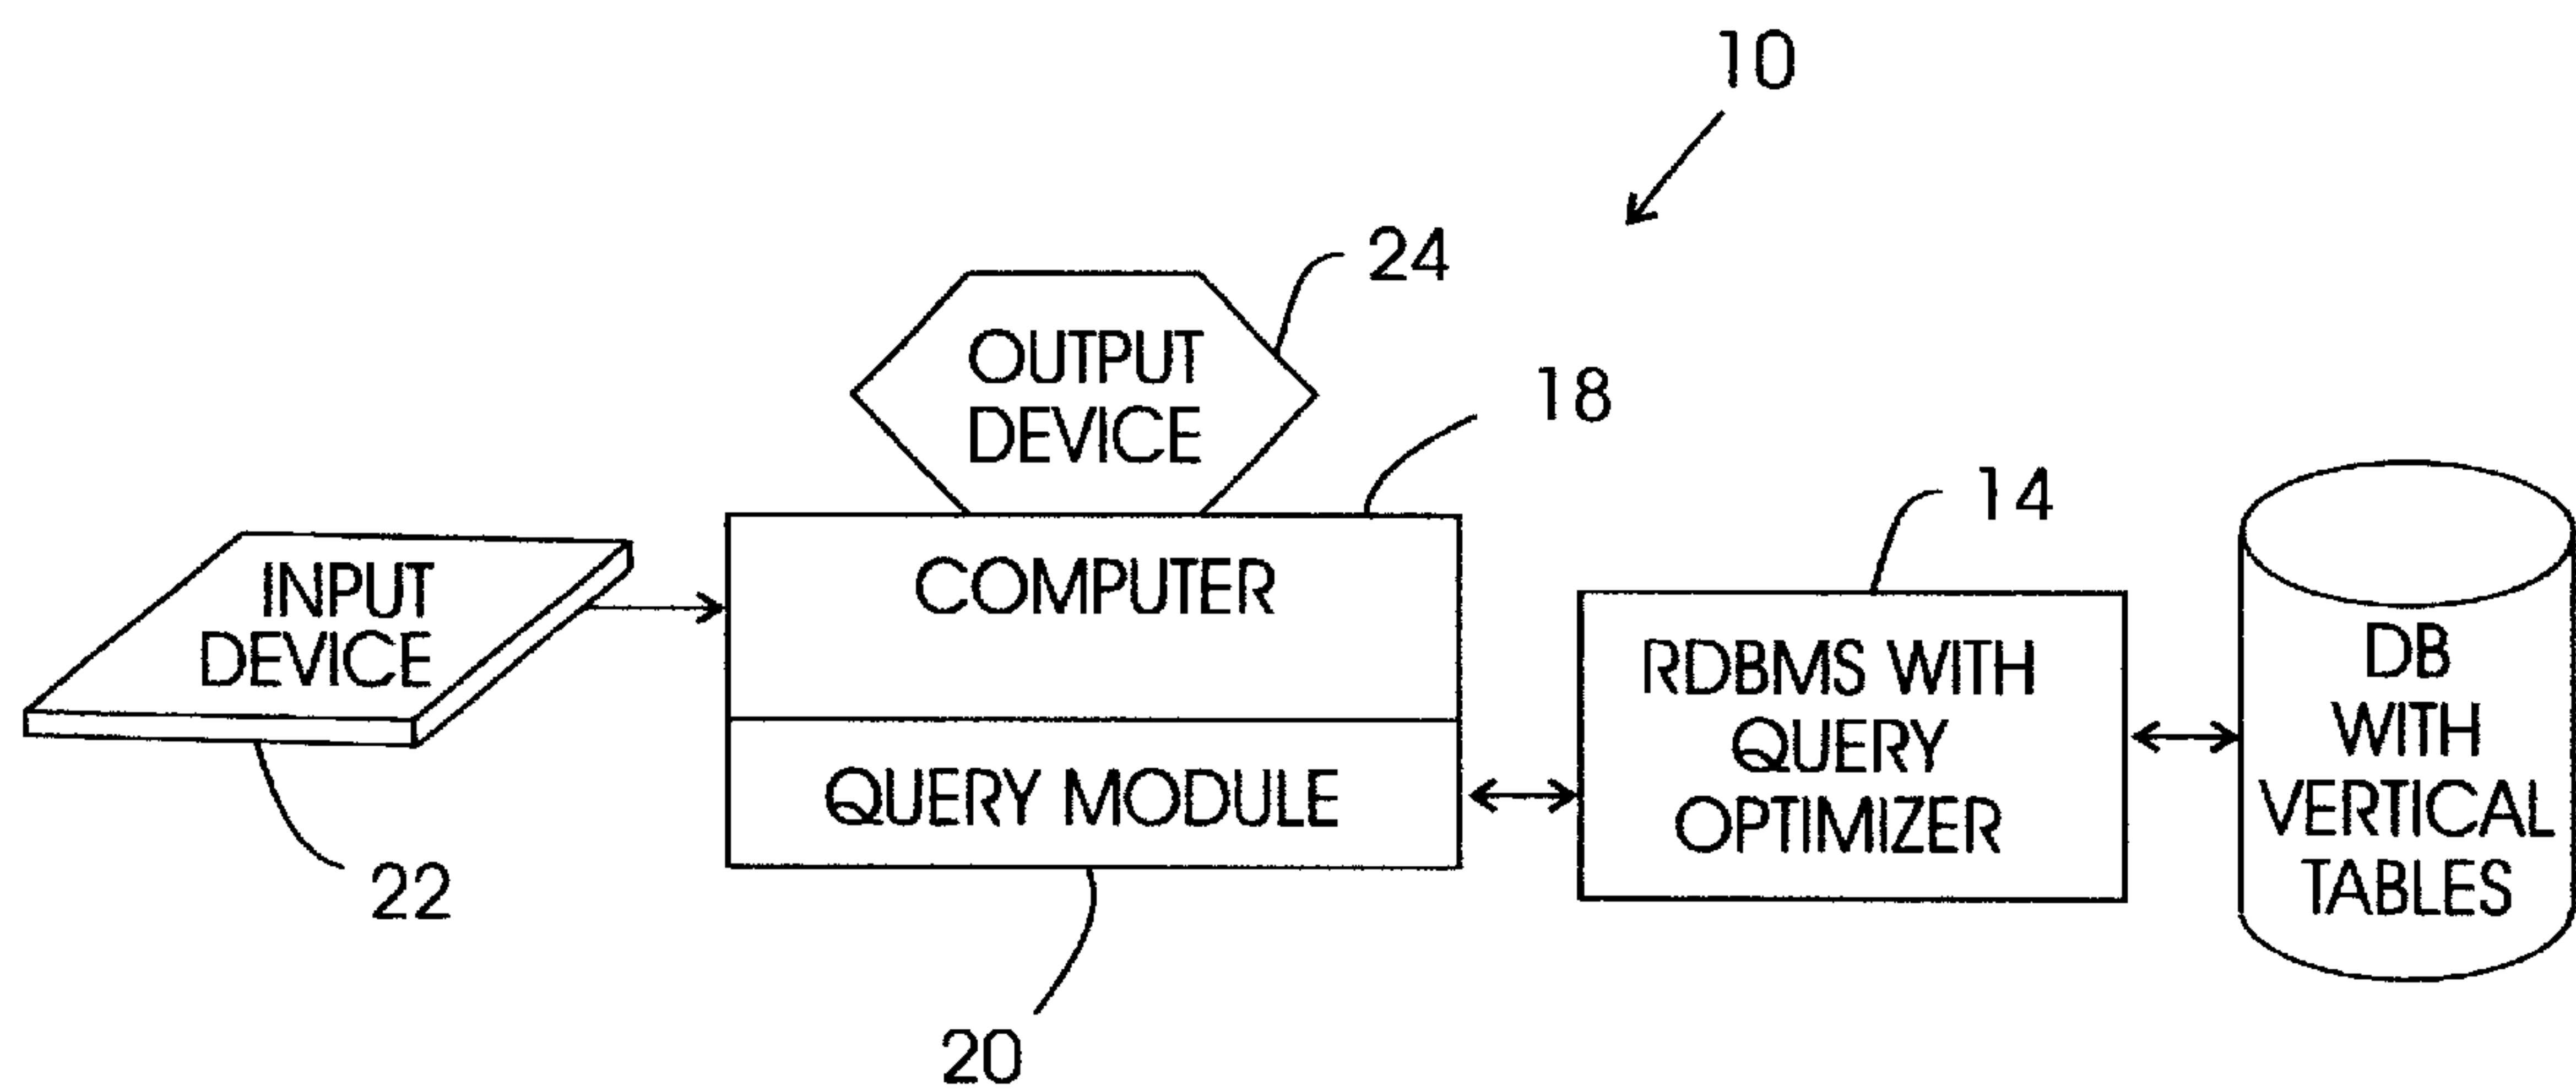 10
24
OUTPUT
DEVICE
18
14
INPUT
DEVICE
COMPUTER
RDBMS WITH
QUERY
OPTIMIZER
DB
WITH
VERTICAL
TABLES
QUERY MODULE
22
20